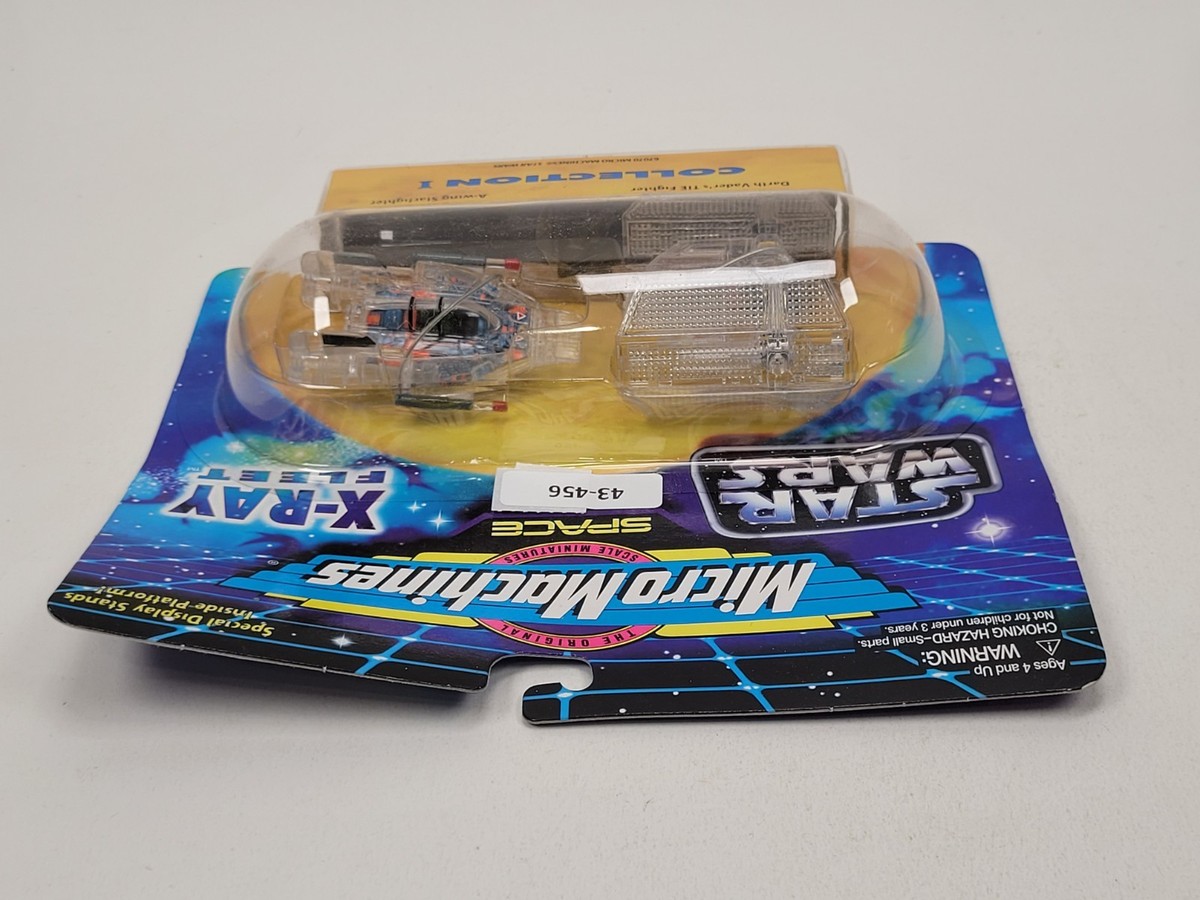 Ages 4 and Up
⚠ WARNING:
CHOKING HAZARD–Small parts.
Not for children under 3 years.
Special Display Stands
Inside Platform!
THE ORIGINAL
Micro Machines®
SCALE MINIATURES
SPACE
43-456
STAR
WARS
X-RAY
FLEET™
Darth Vader's TIE Fighter
A-wing Starfighter
COLLECTION I